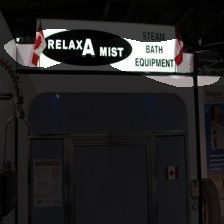 RELAXA MIST
STEAM
BATH
EQUIPMENT